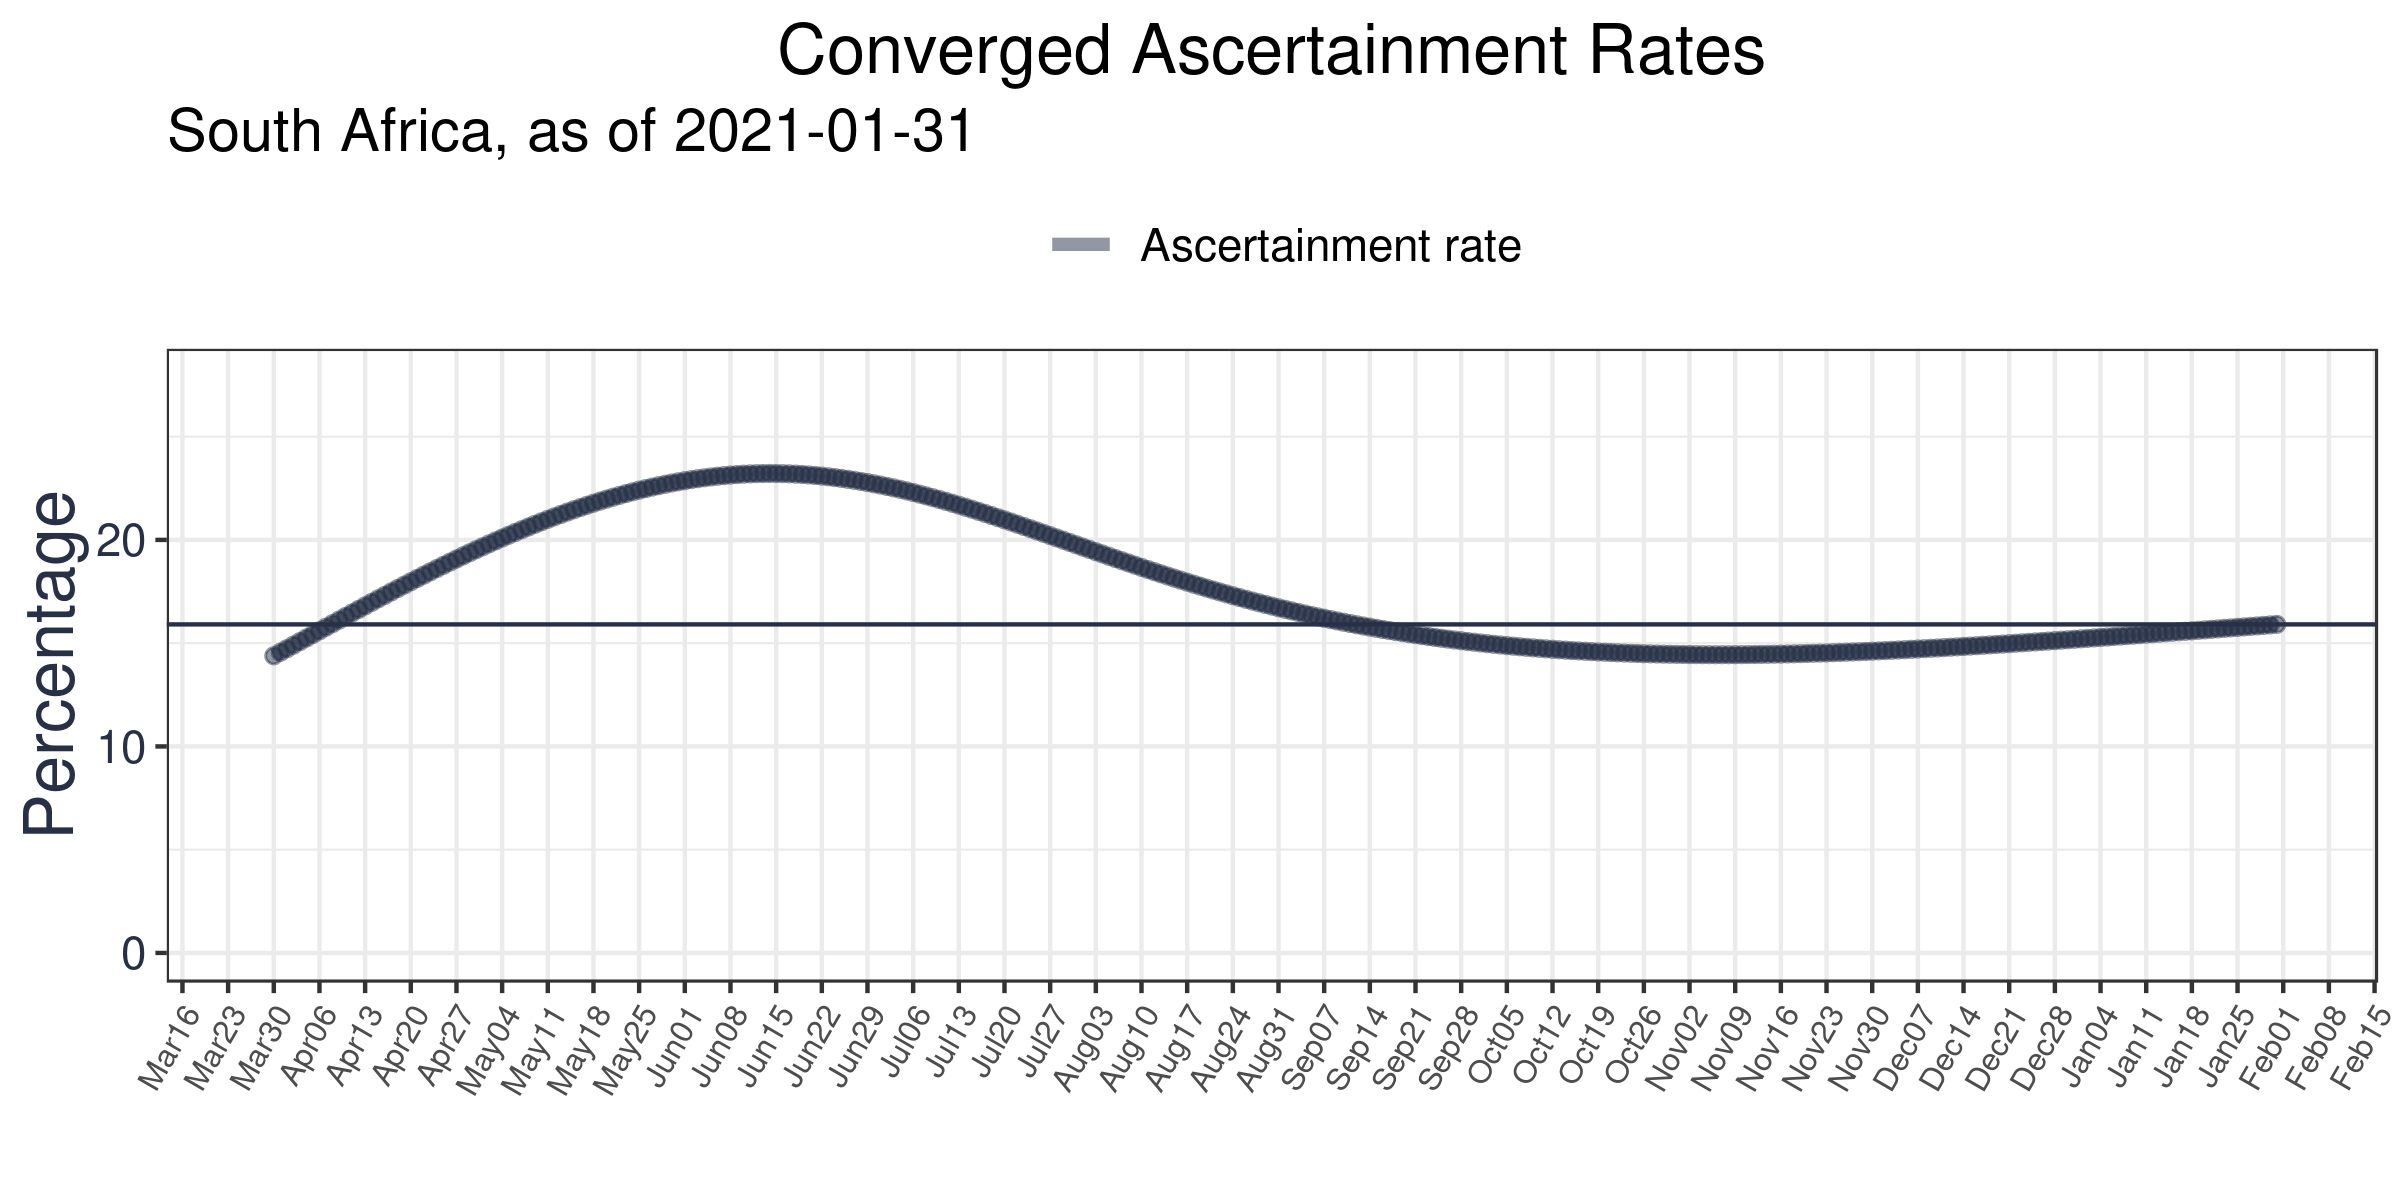 Converged Ascertainment Rates
South Africa, as of 2021-01-31
Ascertainment rate
Percentage
20
10
0
Mar16
Mar23
Mar30
Apr06
Apr13
Apr20
Apr27
May04
May11
May18
May25
Jun01
Jun08
Jun15
Jun22
Jun29
Jul06
Jul13
Jul20
Jul27
Aug03
Aug10
Aug17
Aug24
Aug31
Sep07
Sep14
Sep21
Sep28
Oct05
Oct12
Oct19
Oct26
Nov02
Nov09
Nov16
Nov23
Nov30
Dec07
Dec14
Dec21
Dec28
Jan04
Jan11
Jan18
Jan25
Feb01
Feb08
Feb15